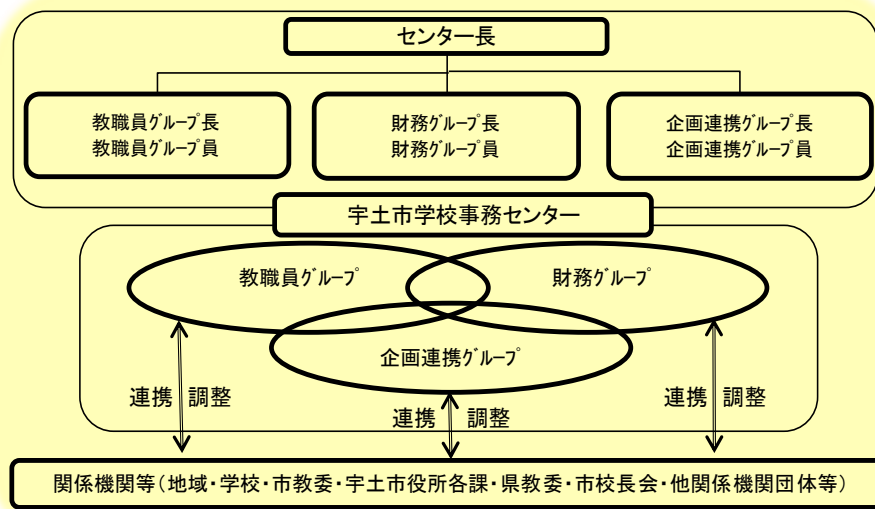 センター長
教職員ｸﾞﾙｰﾌﾟ長
教職員ｸﾞﾙｰﾌﾟ員
財務ｸﾞﾙｰﾌﾟ長
財務ｸﾞﾙｰﾌﾟ員
企画連携ｸﾞﾙｰﾌﾟ長
企画連携ｸﾞﾙｰﾌﾟ員
宇土市学校事務センター
教職員ｸﾞﾙｰﾌﾟ
財務ｸﾞﾙｰﾌﾟ
企画連携ｸﾞﾙｰﾌﾟ
連携 調整
連携 調整
連携 調整
関係機関等（地域・学校・市教委・宇土市役所各課・県教委・市校長会・他関係機関団体等）